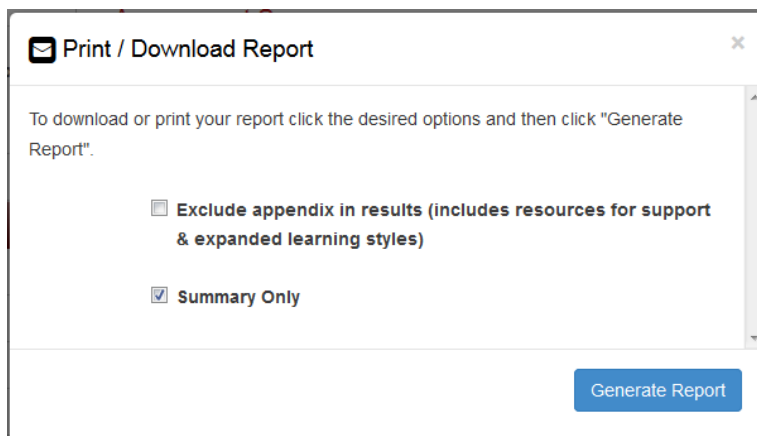 Print / Download Report
×
To download or print your report click the desired options and then click "Generate
Report".
Exclude appendix in results (includes resources for support
& expanded learning styles)
Summary Only
Generate Report